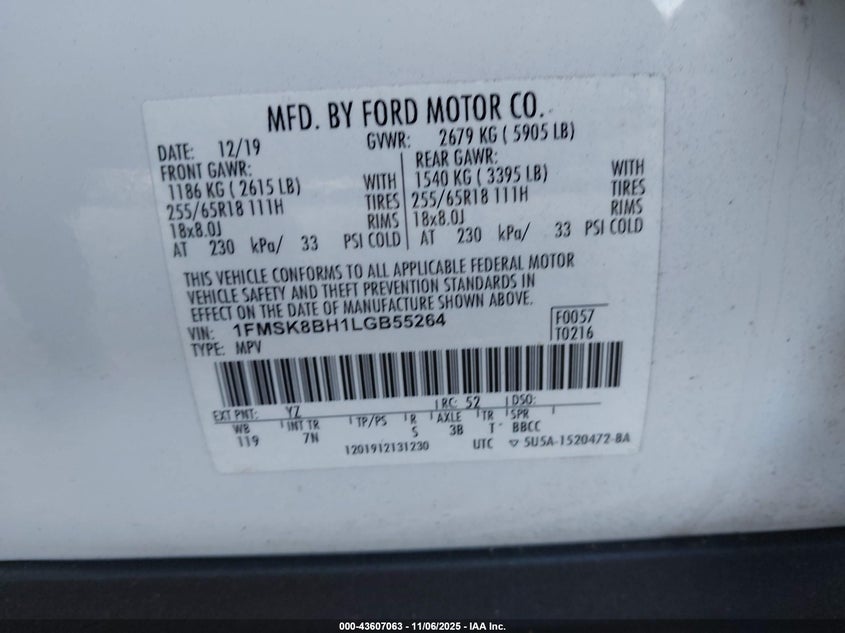 MFD. BY FORD MOTOR CO.
DATE: 12/19 GVWR: 2679 KG ( 5905 LB)
FRONT GAWR: REAR GAWR:
1186 KG ( 2615 LB) WITH 1540 KG ( 3395 LB) WITH
255/65R18 111H TIRES 255/65R18 111H TIRES
18x8.0J RIMS 18x8.0J RIMS
AT 230 kPa/ 33 PSI COLD AT 230 kPa/ 33 PSI COLD
THIS VEHICLE CONFORMS TO ALL APPLICABLE FEDERAL MOTOR
VEHICLE SAFETY AND THEFT PREVENTION STANDARDS IN
EFFECT ON THE DATE OF MANUFACTURE SHOWN ABOVE.
VIN: 1FMSK8BH1LGB55264 F0057
TYPE: MPV T0216
EXT PNT: YZ RC: 52 DSO:
WB INT TR TP/PS R AXLE TR SPR
119 7N S 3B T BBCC
1201912131230 UTC 5U5A-1520472-BA
000-43607063 - 11/06/2025 - IAA Inc.